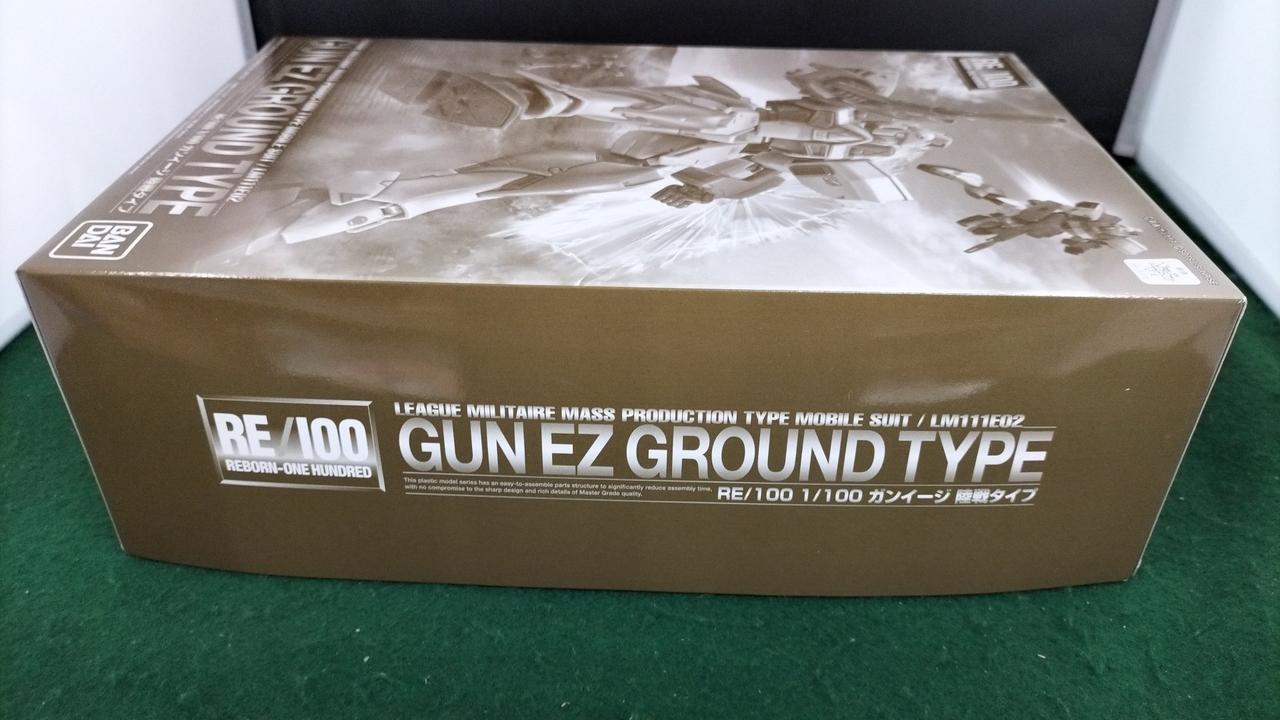 GUN EZ GROUND TYPE
RE/100
BAN
DAI
RE/100
REBORN-ONE HUNDRED
LEAGUE MILITAIRE MASS PRODUCTION TYPE MOBILE SUIT / LM111E02
GUN EZ GROUND TYPE
This plastic model series has an easy-to-assemble parts structure to significantly reduce assembly time,
with no compromise to the sharp design and rich details of Master Grade quality.
RE/100 1/100 ガンイージ 陸戦タイプ